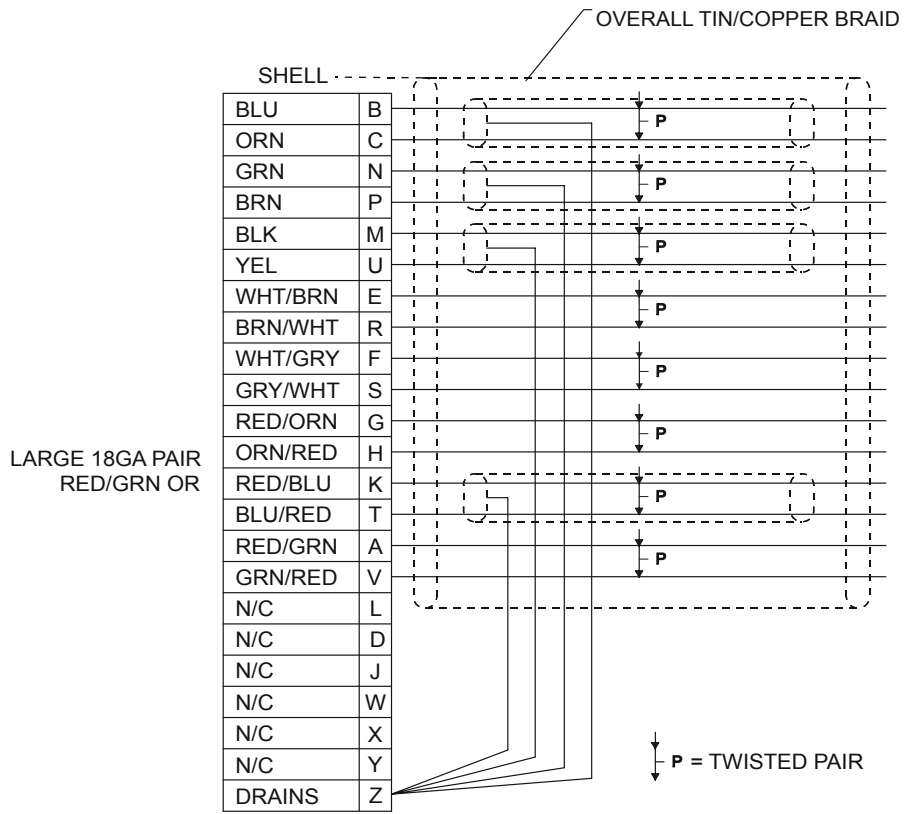 OVERALL TIN/COPPER BRAID
SHELL
BLU B
P
ORN C
GRN N
P
BRN P
BLK M
P
YEL U
WHT/BRN E
P
BRN/WHT R
WHT/GRY F
P
GRY/WHT S
RED/ORN G
P
ORN/RED H
LARGE 18GA PAIR
RED/GRN OR
RED/BLU K
P
BLU/RED T
RED/GRN A
P
GRN/RED V
N/C L
N/C D
N/C J
N/C W
N/C X
N/C Y
P = TWISTED PAIR
DRAINS Z